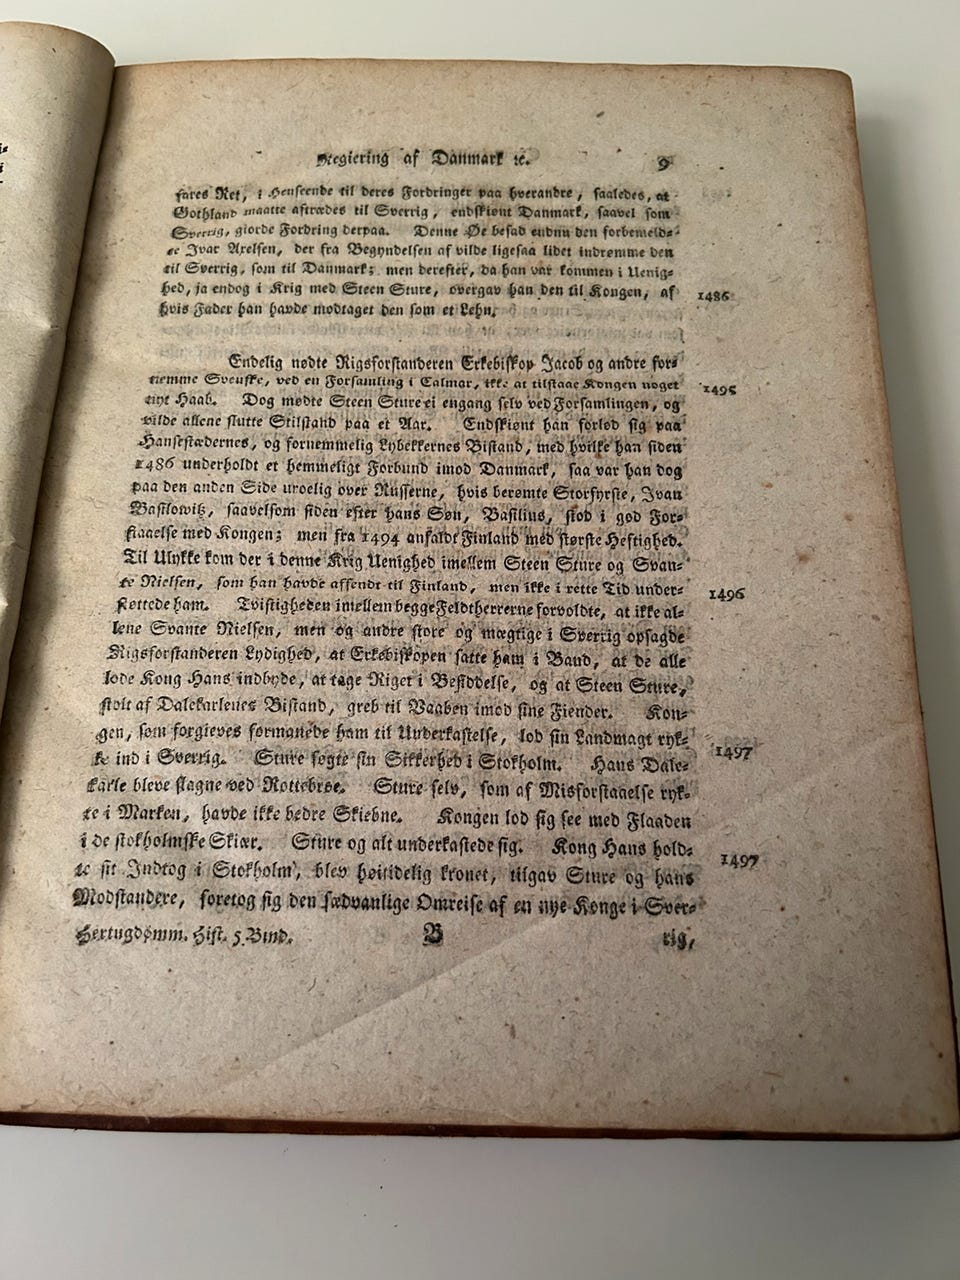 Regiering af Danmark ꝛc. 9
fares Ret, i Henseende til deres Fordringer paa hverandre, saaledes, at
Gothland maatte aftrædes til Sverrig, endskiønt Danmark, saavel som
Sverrig, giorde Fordring derpaa. Denne Øe besad endnu den forbemeld-
te Ivar Axelsen, der fra Begyndelsen af vilde ligesaa lidet indrømme den
til Sverrig, som til Danmark; men derefter, da han var kommen i Uenig-
hed, ja endog i Krig med Steen Sture, overgav han den til Kongen, af 1486
hvis Fader han havde modtaget den som et Lehn.
Endelig nødte Rigsforstanderen Erkebiskop Jacob og andre for-
nemme Svenske, ved en Forsamling i Calmar, ikke at tilstaae Kongen noget 1495
nyt Haab. Dog mødte Steen Sture ei engang selv ved Forsamlingen, og
vilde allene slutte Stilstand paa et Aar. Endskiønt han forlod sig paa
Hansestædernes, og fornemmelig Lybekkernes Bistand, med hvilke han siden
1486 underholdt et hemmeligt Forbund imod Danmark, saa var han dog
paa den anden Side uroelig over Russerne, hvis berømte Storfyrste, Ivan
Basilowitz, saavelsom siden efter hans Søn, Basilius, stod i god For-
staaelse med Kongen; men fra 1494 anfaldt Finland med største Heftighed.
Til Ulykke kom der i denne Krig Uenighed imellem Steen Sture og Svan-
te Nielsen, som han havde affendt til Finland, men ikke i rette Tid under- 1496
støttede ham. Tvistigheden imellem begge Feldtherrerne forvoldte, at ikke al-
lene Svante Nielsen, men og andre store og mægtige i Sverrig opsagde
Rigsforstanderen Lydighed, at Erkebiskopen satte ham i Band, at de alle
lode Kong Hans indbyde, at tage Riget i Besiddelse, og at Steen Sture,
stolt af Dalekarlenes Bistand, greb til Vaaben imod sine Fiender. Kon-
gen, som forgieves formanede ham til Underkastelse, lod sin Landmagt ryk-
ke ind i Sverrig. Sture søgte sin Sikkerhed i Stokholm. Hans Dale- 1497
karle bleve slagne ved Rottebroe. Sture selv, som af Misforstaaelse ryk-
te i Marken, havde ikke bedre Skiebne. Kongen lod sig see med Flaaden
i de stokholmske Skiær. Sture og alt underkastede sig. Kong Hans hold-
te sit Indtog i Stokholm, blev høitidelig kronet, tilgav Sture og hans 1497
Modstandere, foretog sig den sædvanlige Omreise af en nye Konge i Sver-
Hertugdømm. Hist. 5. Bind. B rig,